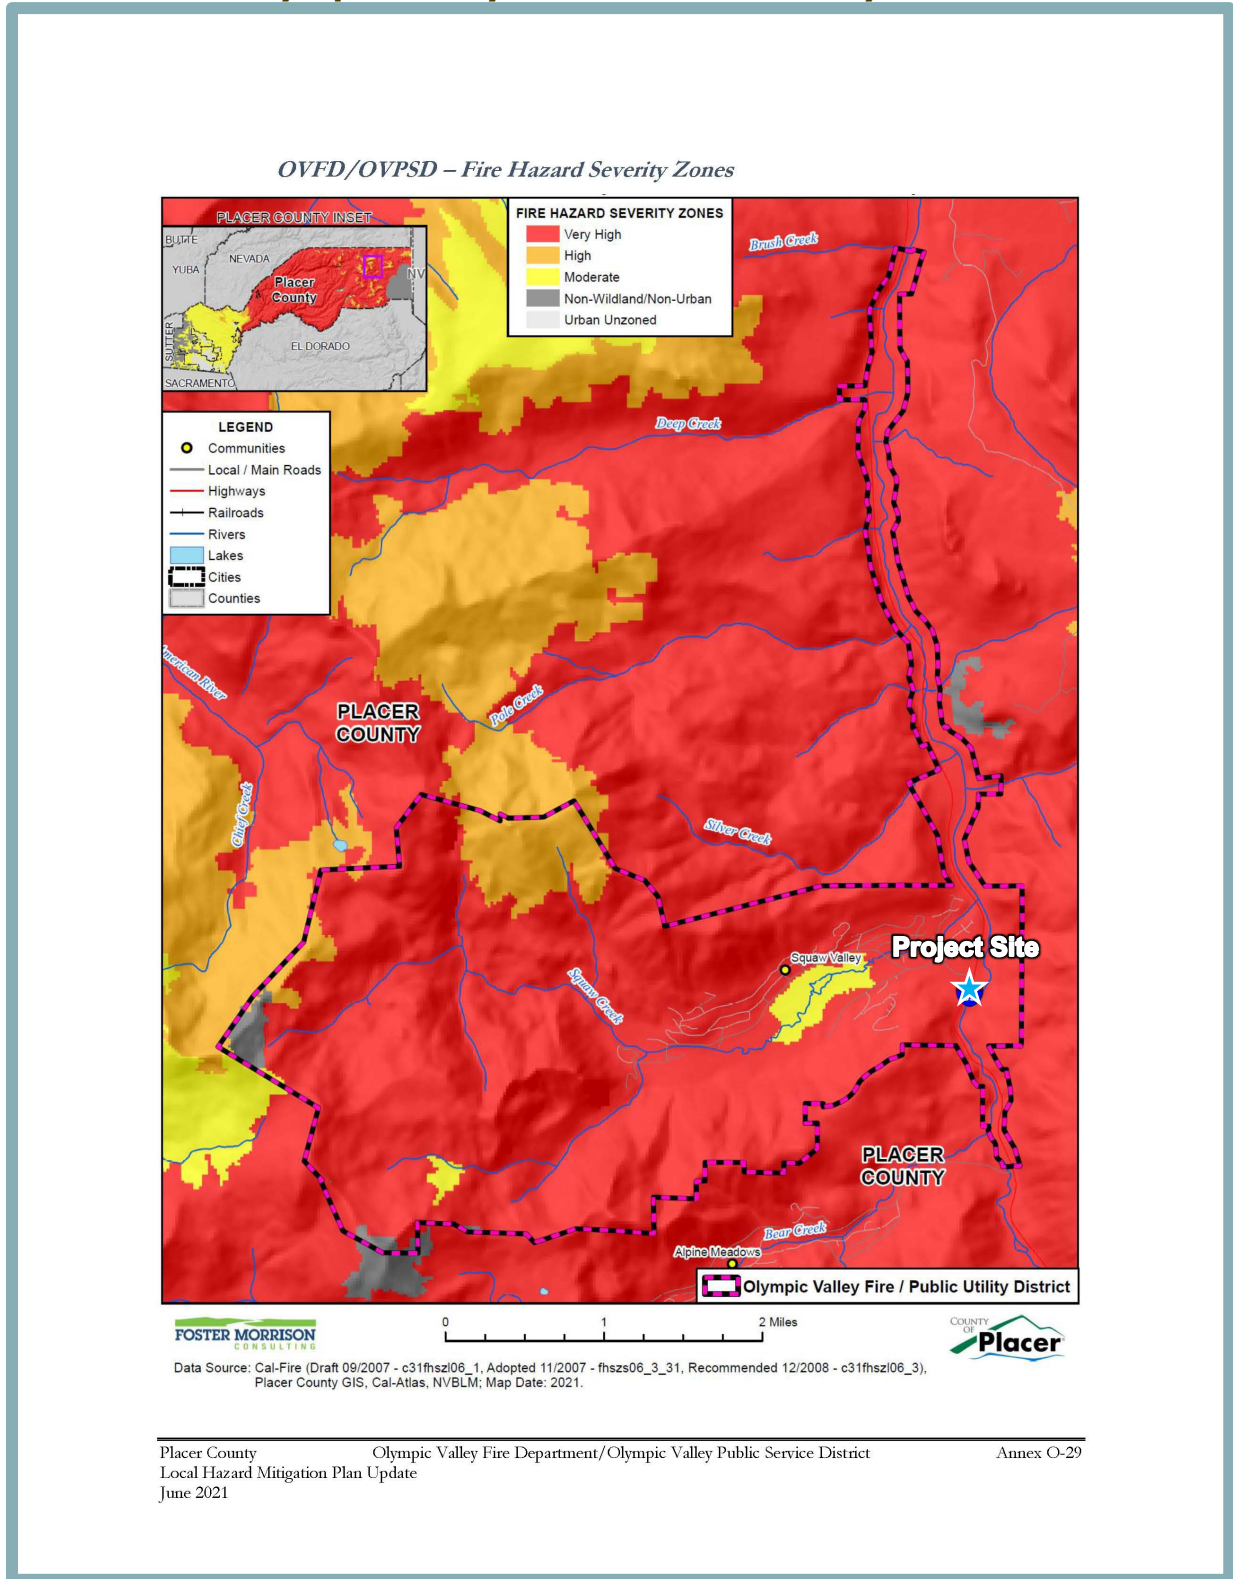 OVFD/OVPSD – Fire Hazard Severity Zones
PLACER COUNTY INSET
BUTTE
YUBA
NEVADA
Placer
County
NV
SUTTER
EL DORADO
SACRAMENTO
FIRE HAZARD SEVERITY ZONES
Very High
High
Moderate
Non-Wildland/Non-Urban
Urban Unzoned
LEGEND
Communities
Local / Main Roads
Highways
Railroads
Rivers
Lakes
Cities
Counties
Brush Creek
Deep Creek
American River
PLACER
COUNTY
Pole Creek
Chief Creek
Silver Creek
Project Site
Squaw Valley
Squaw Creek
PLACER
COUNTY
Bear Creek
Alpine Meadows
Olympic Valley Fire / Public Utility District
FOSTER MORRISON
CONSULTING
0 1 2 Miles
COUNTY
OF
Placer
Data Source: Cal-Fire (Draft 09/2007 - c31fhszl06_1, Adopted 11/2007 - fhszs06_3_31, Recommended 12/2008 - c31fhszl06_3),
Placer County GIS, Cal-Atlas, NVBLM; Map Date: 2021.
Placer County Olympic Valley Fire Department/Olympic Valley Public Service District Annex O-29
Local Hazard Mitigation Plan Update
June 2021